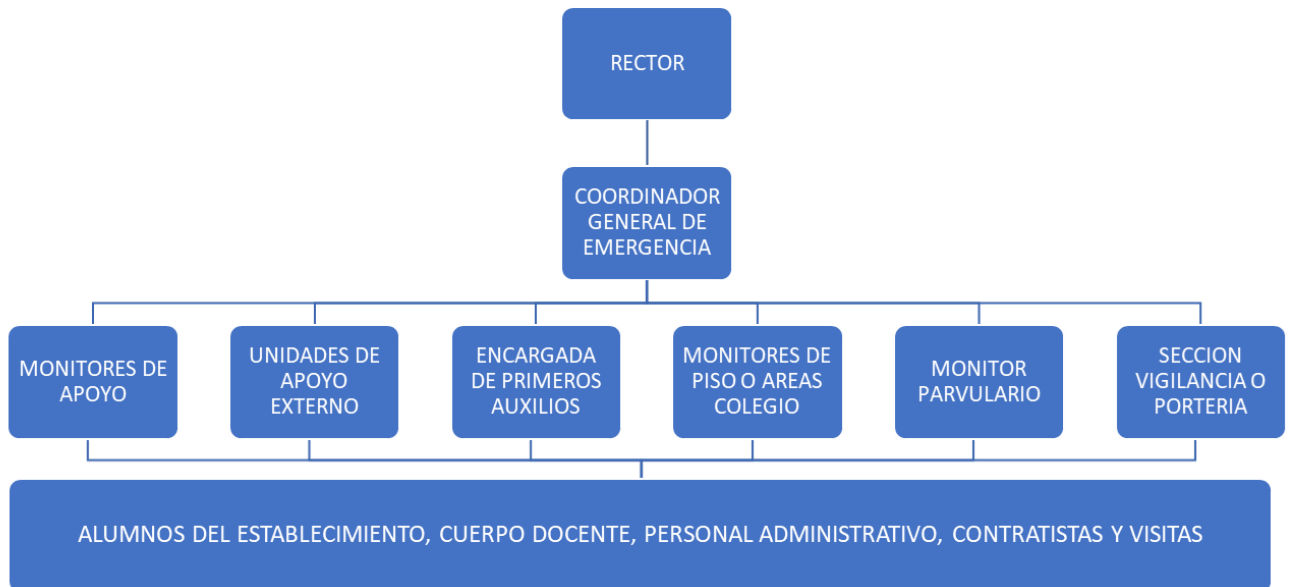 RECTOR
COORDINADOR
GENERAL DE
EMERGENCIA
MONITORES DE
APOYO
UNIDADES DE
APOYO
EXTERNO
ENCARGADA
DE PRIMEROS
AUXILIOS
MONITORES DE
PISO O AREAS
COLEGIO
MONITOR
PARVULARIO
SECCION
VIGILANCIA O
PORTERIA
ALUMNOS DEL ESTABLECIMIENTO, CUERPO DOCENTE, PERSONAL ADMINISTRATIVO, CONTRATISTAS Y VISITAS